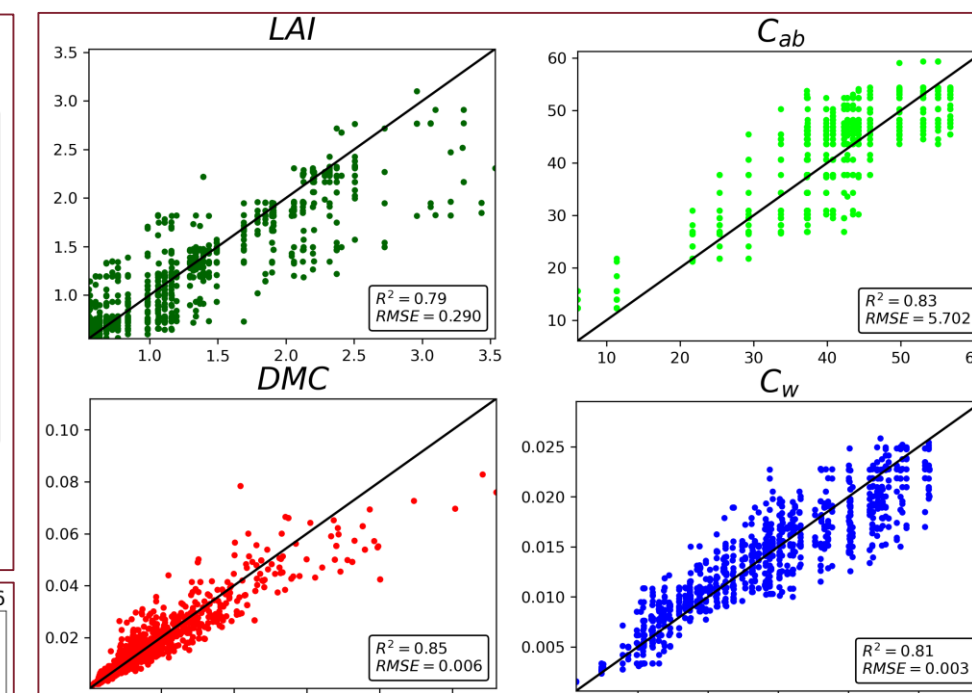 LAI
3.5
3.0
2.5
2.0
1.5
1.0
R² = 0.79
RMSE = 0.290
1.0 1.5 2.0 2.5 3.0 3.5
C_ab
60
50
40
30
20
10
R² = 0.83
RMSE = 5.702
10 20 30 40 50 6
DMC
0.10
0.08
0.06
0.04
0.02
R² = 0.85
RMSE = 0.006
C_w
0.025
0.020
0.015
0.010
0.005
R² = 0.81
RMSE = 0.003